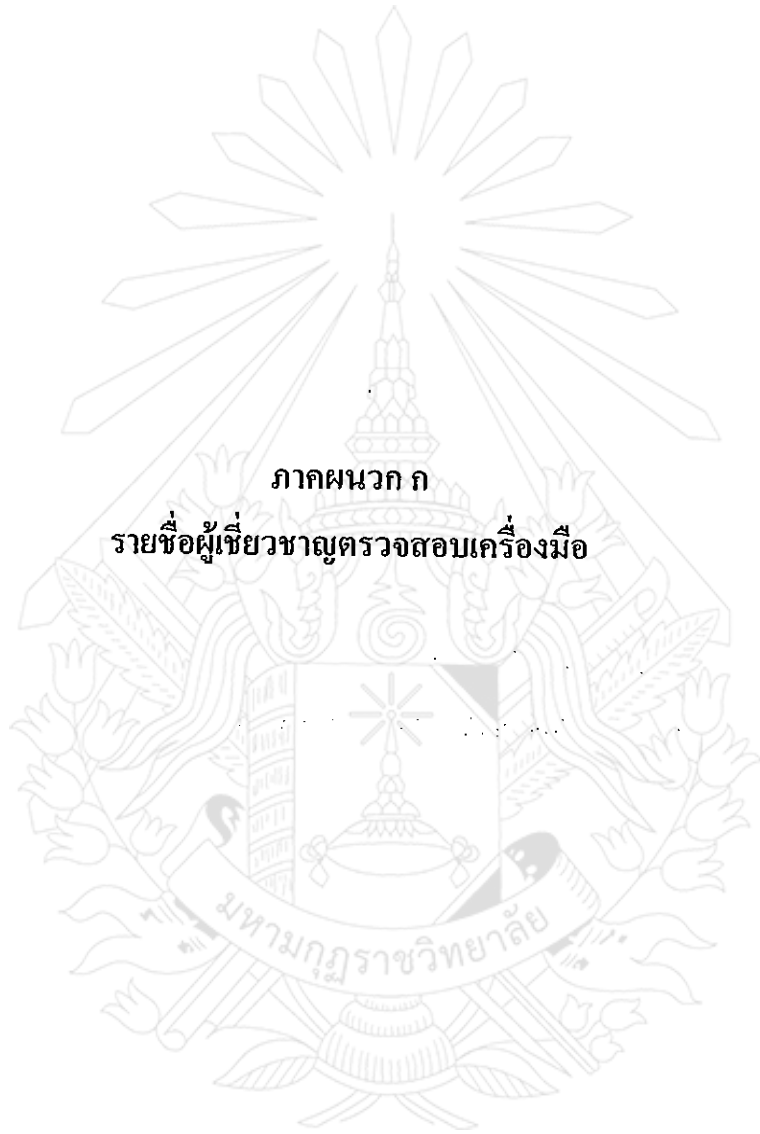 ภาคผนวก ก
รายชื่อผู้เชี่ยวชาญตรวจสอบเครื่องมือ
มหามกุฏราชวิทยาลัย